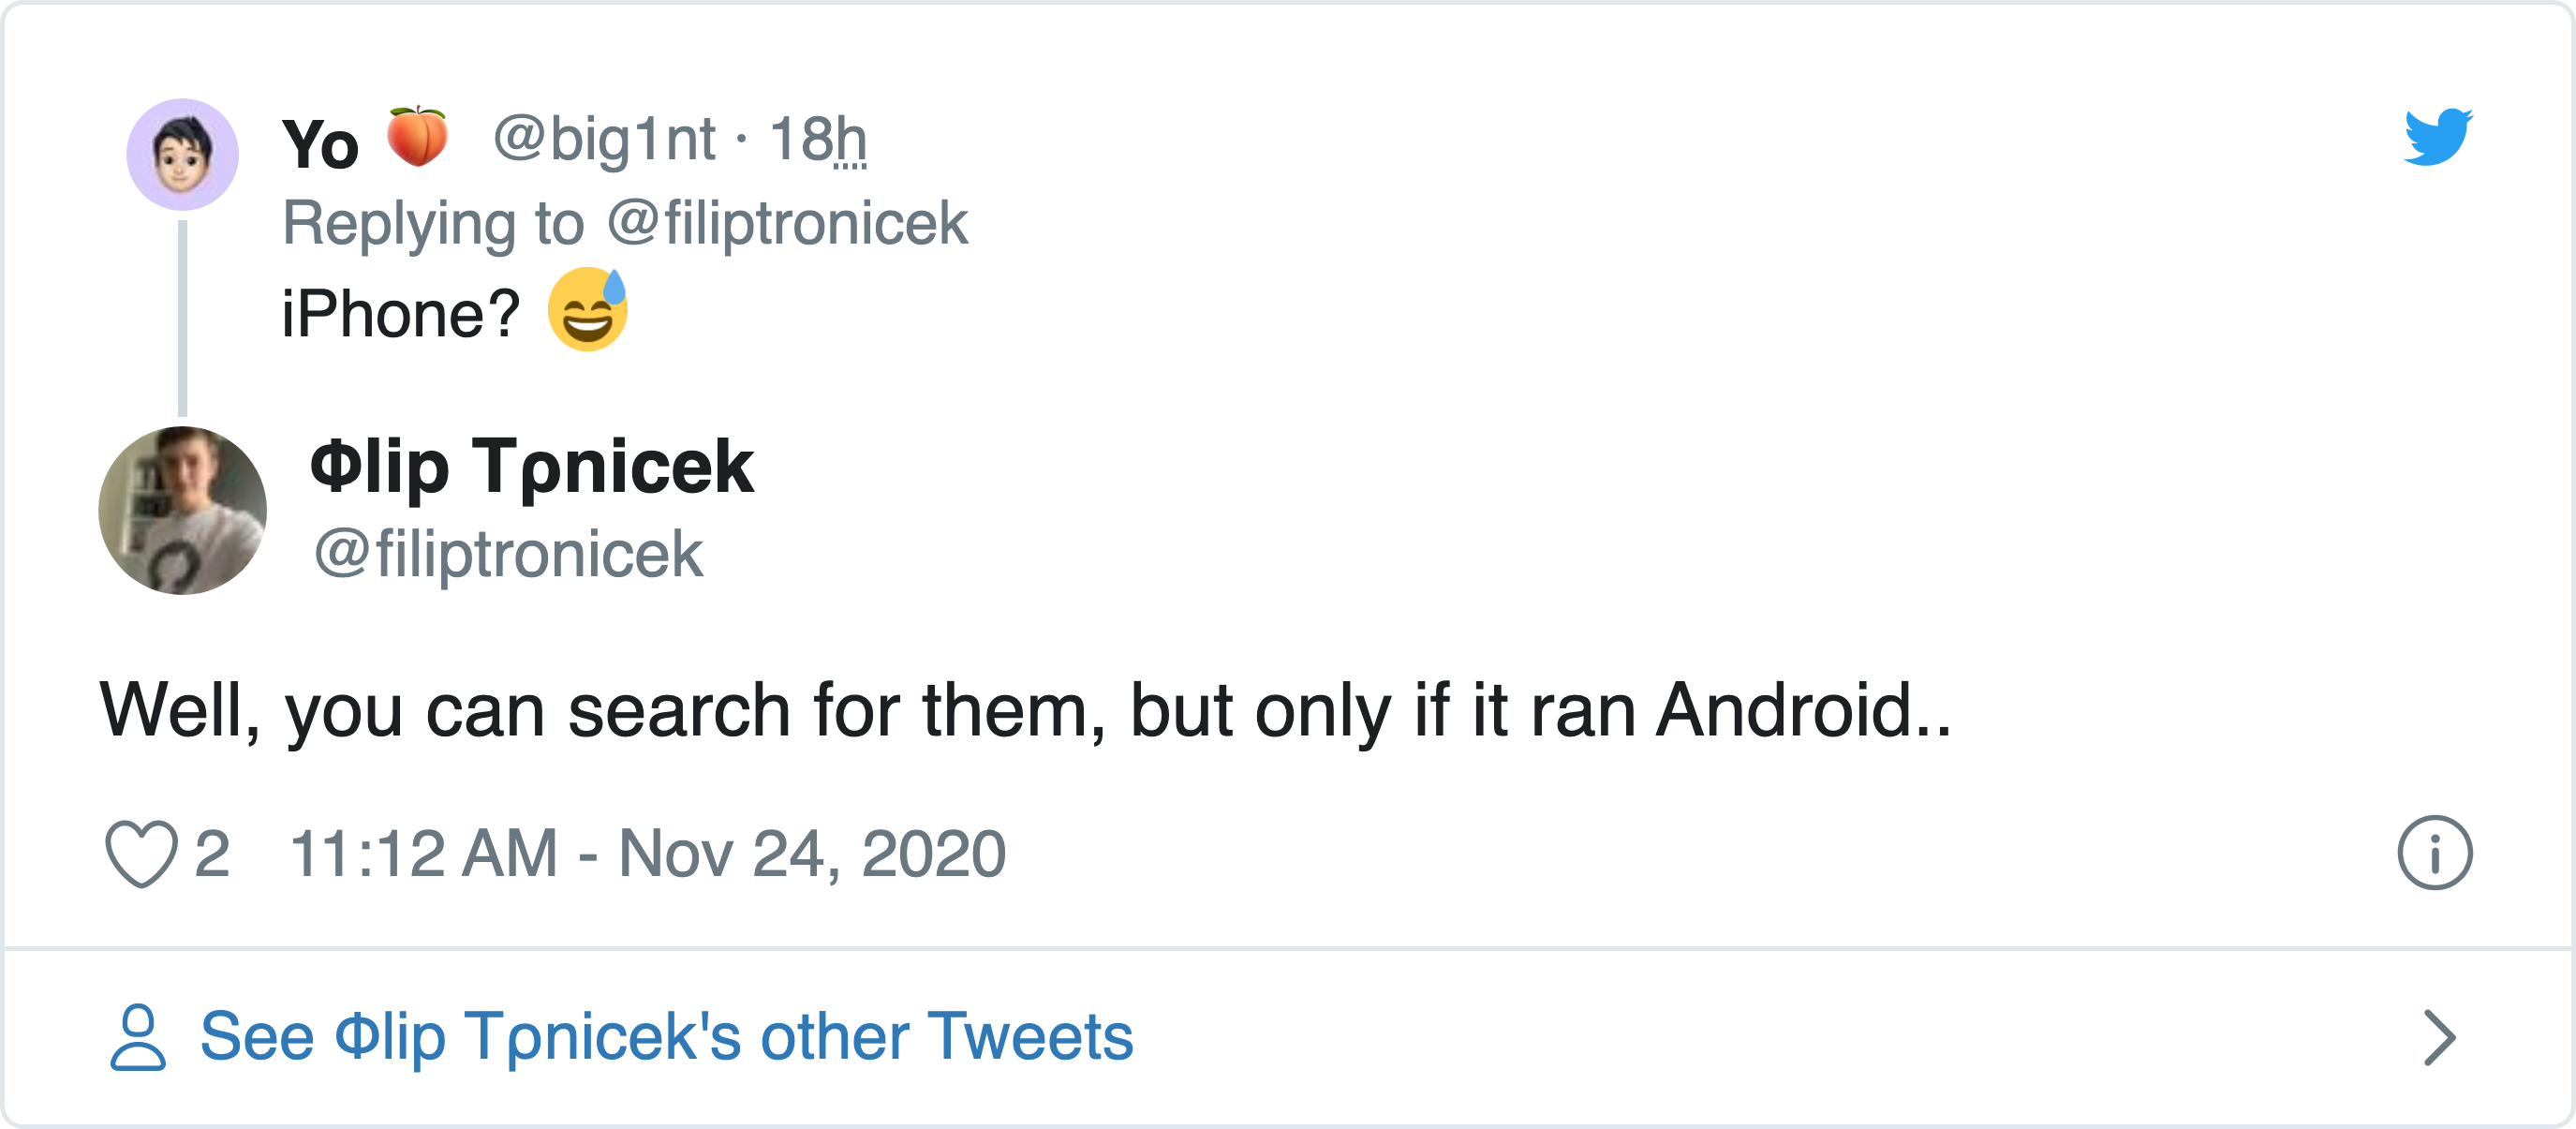 Yo 🍑 @big1nt · 18h
Replying to @filiptronicek
iPhone? 😅
Φlip Tρnicek
@filiptronicek
Well, you can search for them, but only if it ran Android..
2 11:12 AM - Nov 24, 2020
See Φlip Tρnicek's other Tweets